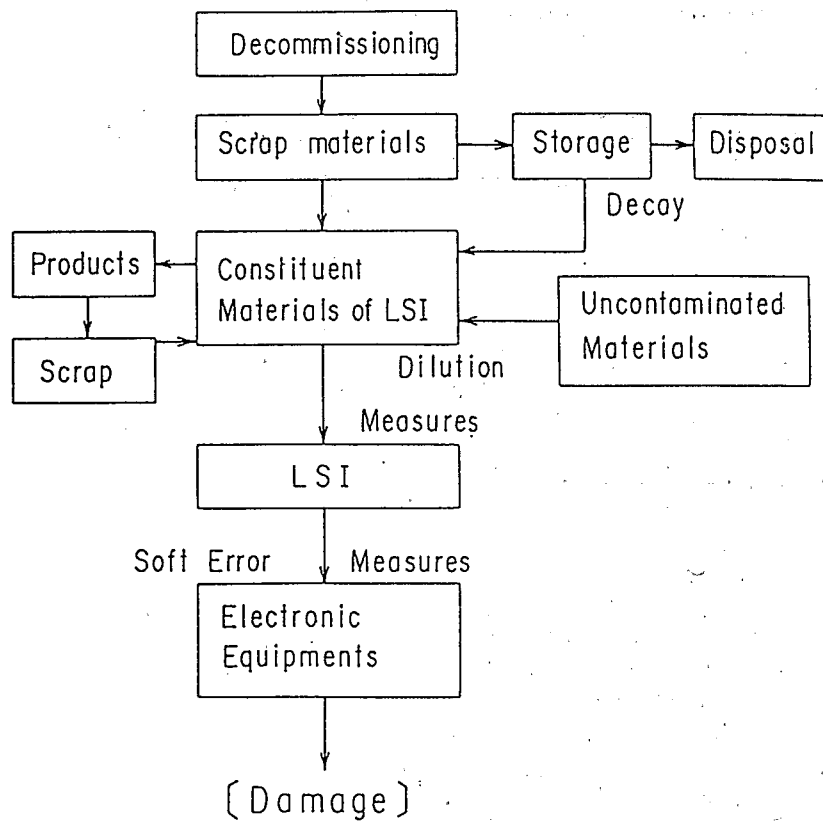 Decommissioning
Scrap materials
Storage
Disposal
Decay
Products
Constituent
Materials of LSI
Uncontaminated
Materials
Scrap
Dilution
Measures
LSI
Soft Error
Measures
Electronic
Equipments
[Damage]